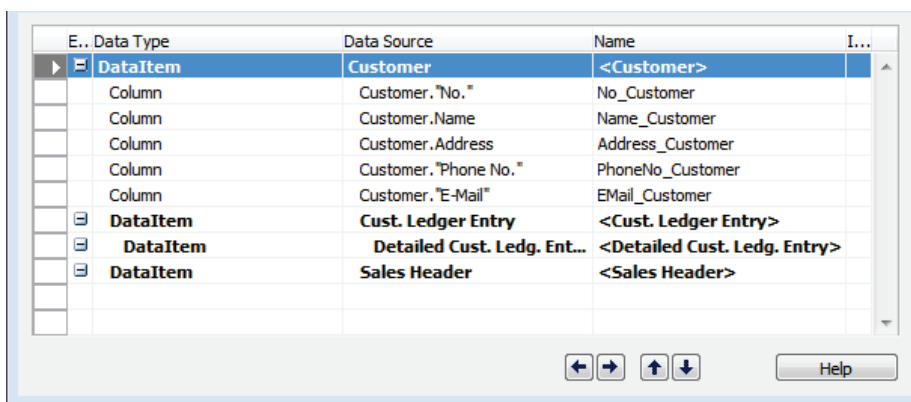 E.. Data Type Data Source Name I...
DataItem Customer <Customer>
Column Customer."No." No_Customer
Column Customer.Name Name_Customer
Column Customer.Address Address_Customer
Column Customer."Phone No." PhoneNo_Customer
Column Customer."E-Mail" EMail_Customer
DataItem Cust. Ledger Entry <Cust. Ledger Entry>
DataItem Detailed Cust. Ledg. Ent... <Detailed Cust. Ledg. Entry>
DataItem Sales Header <Sales Header>
Help